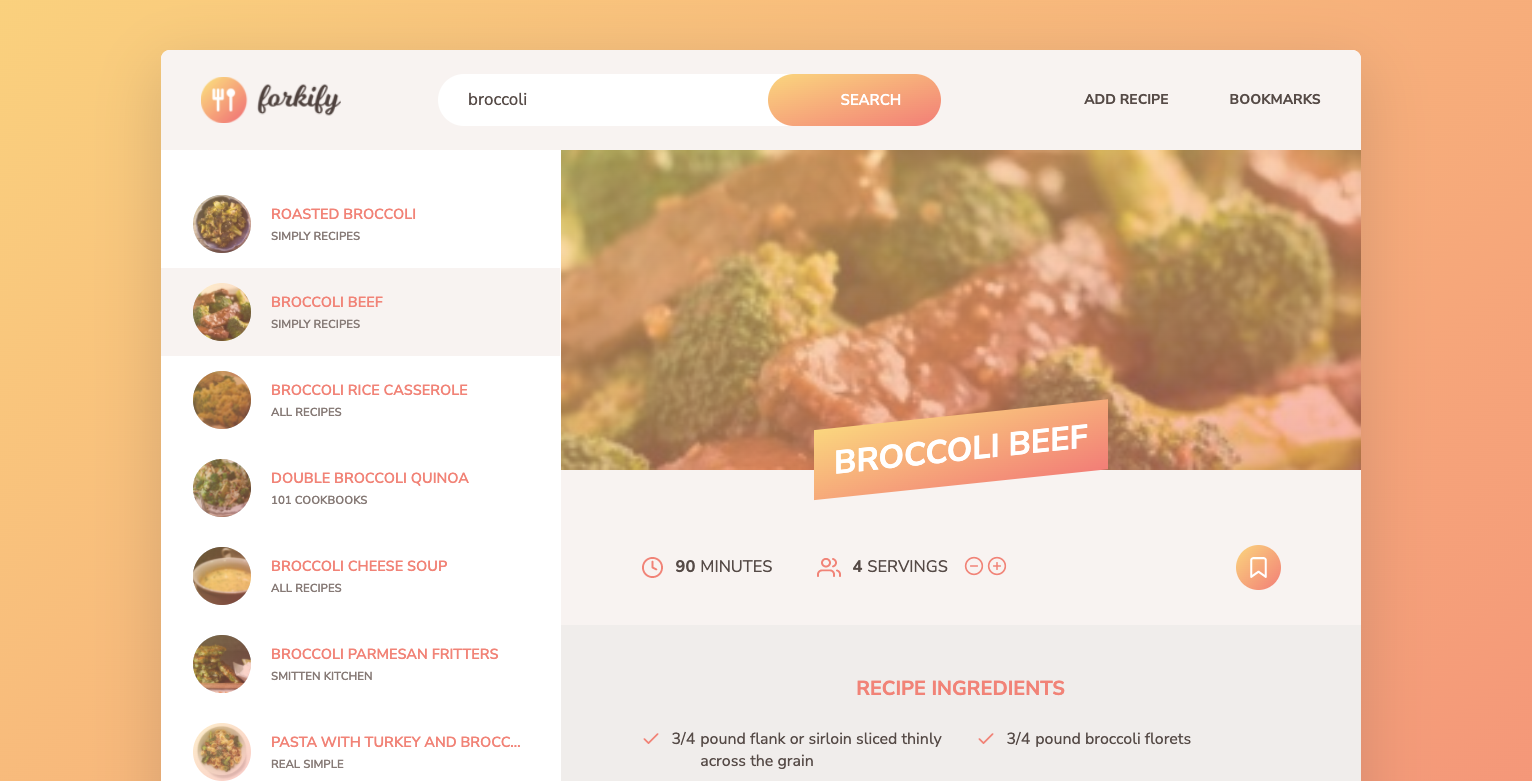 forkify
broccoli
SEARCH
ADD RECIPE
BOOKMARKS
ROASTED BROCCOLI
SIMPLY RECIPES
BROCCOLI BEEF
SIMPLY RECIPES
BROCCOLI RICE CASSEROLE
ALL RECIPES
DOUBLE BROCCOLI QUINOA
101 COOKBOOKS
BROCCOLI CHEESE SOUP
ALL RECIPES
BROCCOLI PARMESAN FRITTERS
SMITTEN KITCHEN
PASTA WITH TURKEY AND BROCC...
REAL SIMPLE
BROCCOLI BEEF
90 MINUTES
4 SERVINGS
RECIPE INGREDIENTS
3/4 pound flank or sirloin sliced thinly
across the grain
3/4 pound broccoli florets